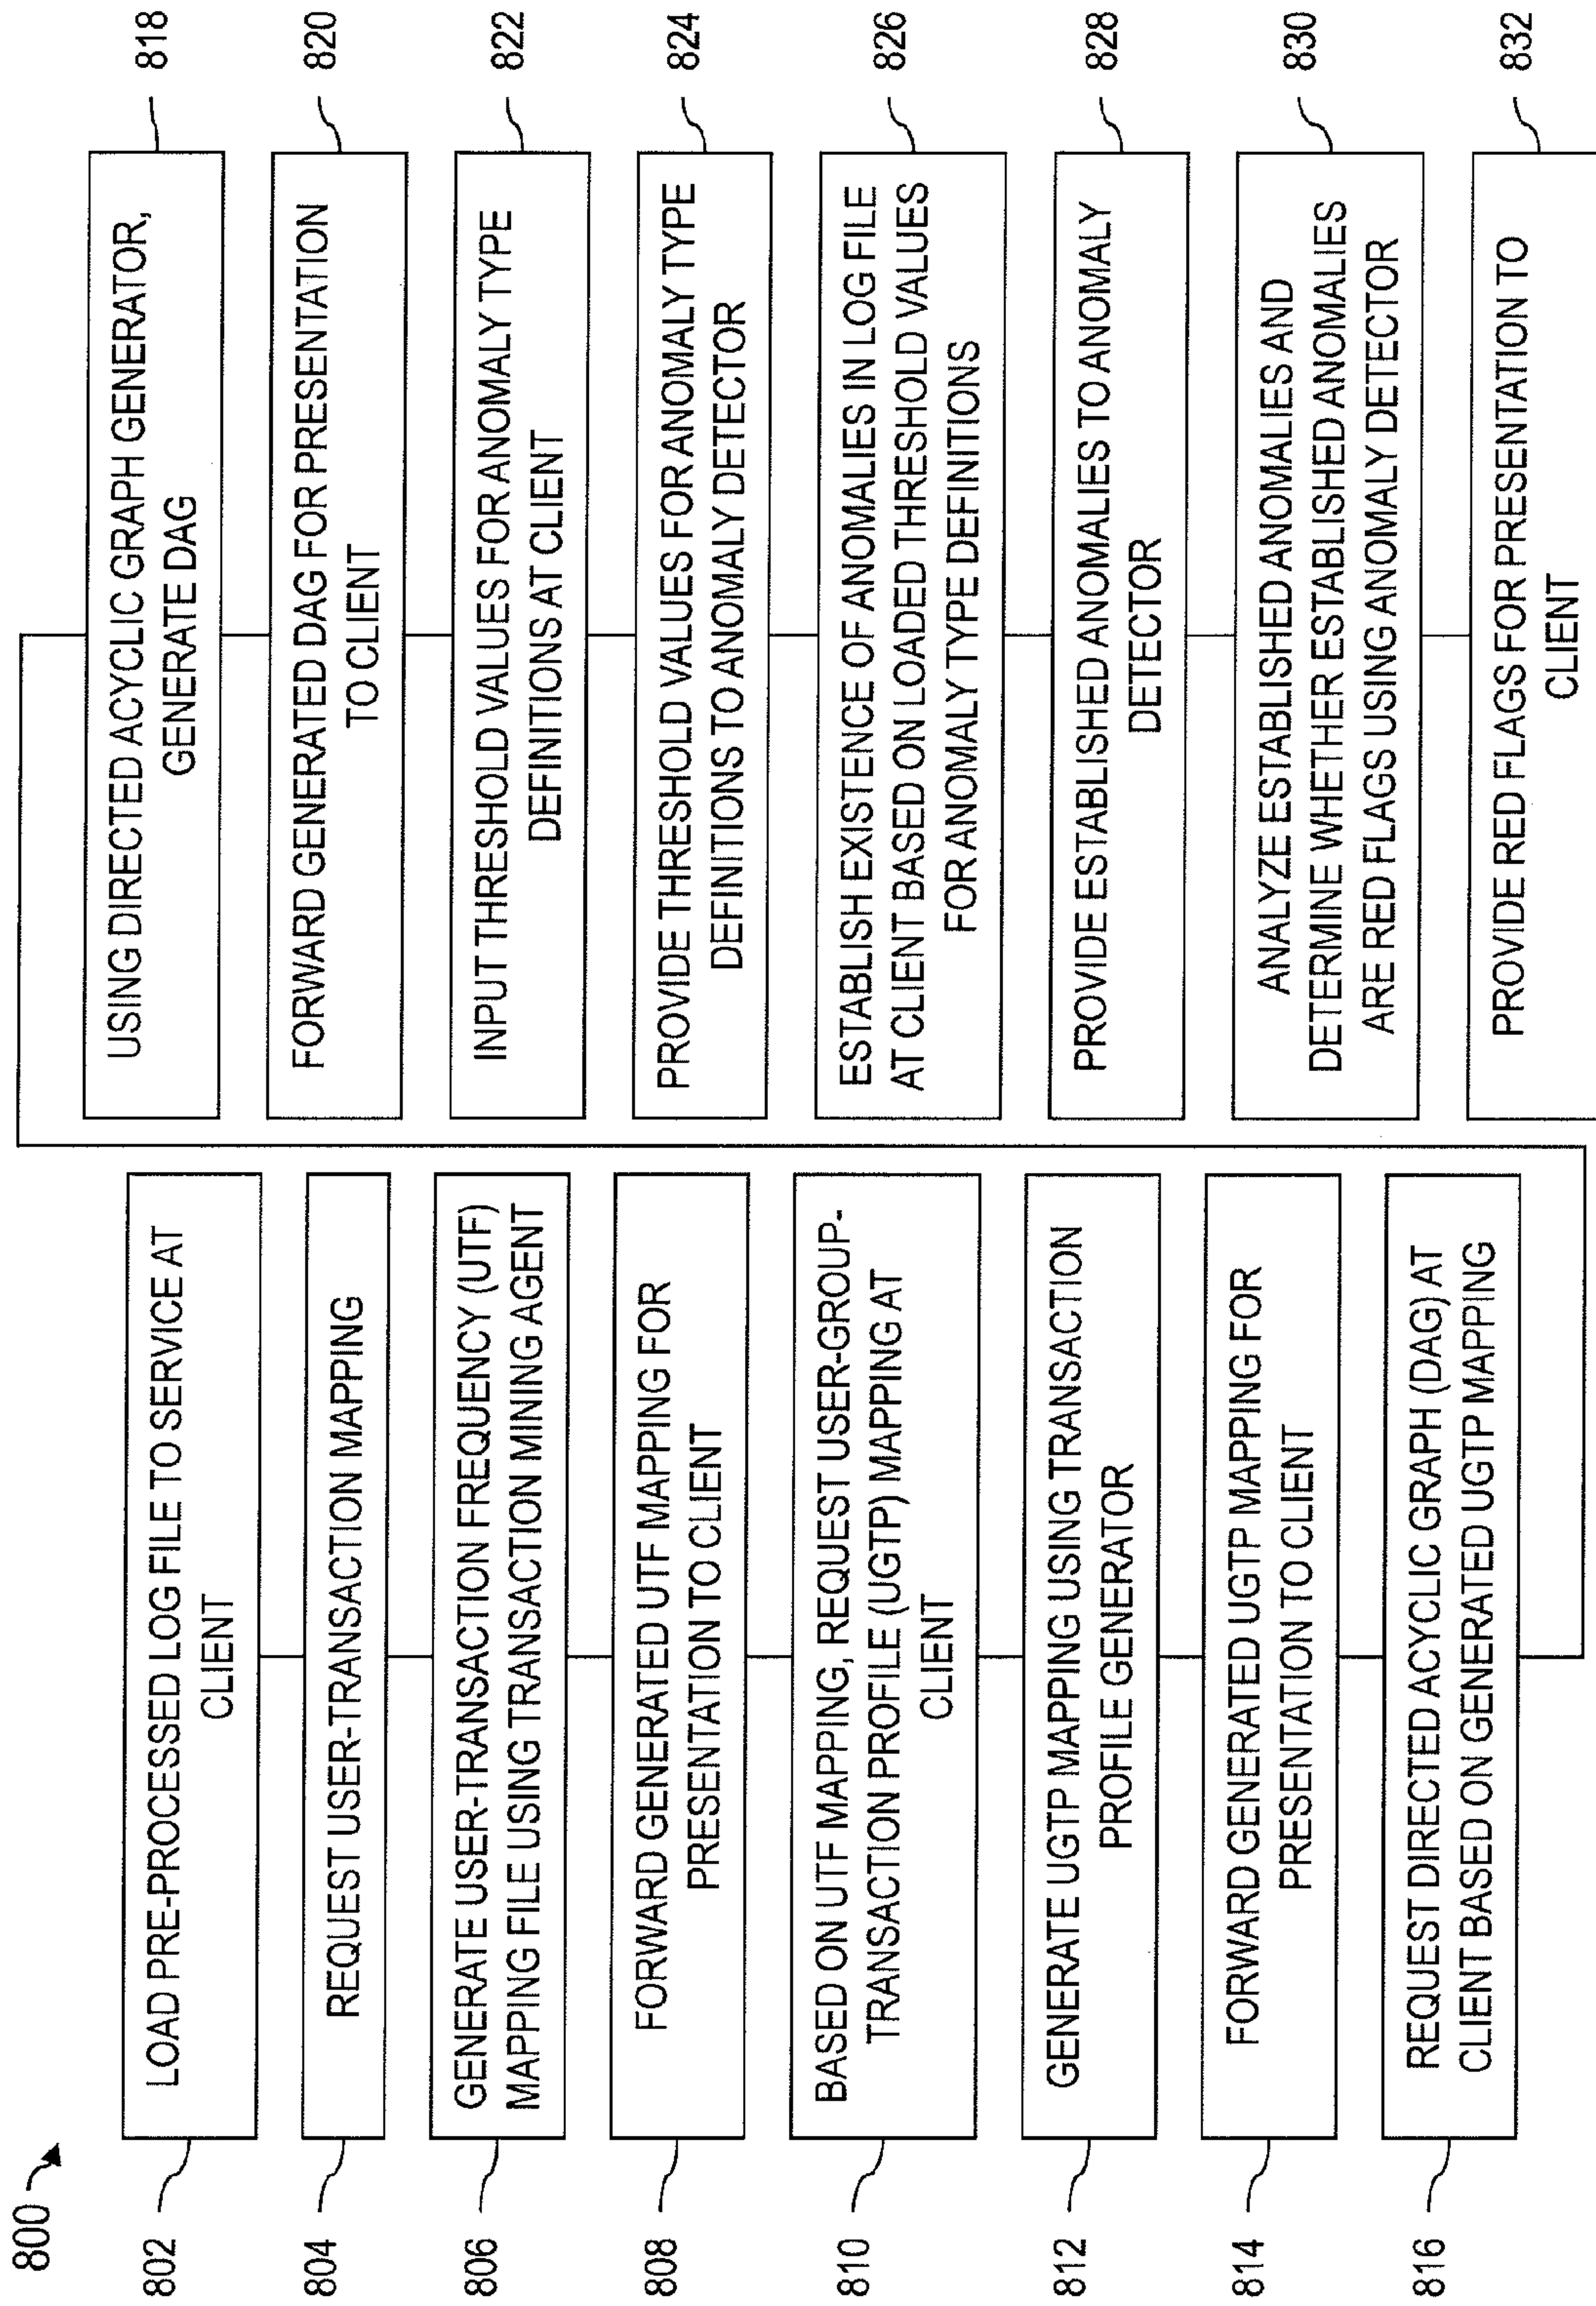 800
802
LOAD PRE-PROCESSED LOG FILE TO SERVICE AT
CLIENT
804
REQUEST USER-TRANSACTION MAPPING
806
GENERATE USER-TRANSACTION FREQUENCY (UTF)
MAPPING FILE USING TRANSACTION MINING AGENT
808
FORWARD GENERATED UTF MAPPING FOR
PRESENTATION TO CLIENT
810
BASED ON UTF MAPPING, REQUEST USER-GROUP-
TRANSACTION PROFILE (UGTP) MAPPING AT
CLIENT
812
GENERATE UGTP MAPPING USING TRANSACTION
PROFILE GENERATOR
814
FORWARD GENERATED UGTP MAPPING FOR
PRESENTATION TO CLIENT
816
REQUEST DIRECTED ACYCLIC GRAPH (DAG) AT
CLIENT BASED ON GENERATED UGTP MAPPING
USING DIRECTED ACYCLIC GRAPH GENERATOR,
GENERATE DAG
818
FORWARD GENERATED DAG FOR PRESENTATION
TO CLIENT
820
INPUT THRESHOLD VALUES FOR ANOMALY TYPE
DEFINITIONS AT CLIENT
822
PROVIDE THRESHOLD VALUES FOR ANOMALY TYPE
DEFINITIONS TO ANOMALY DETECTOR
824
ESTABLISH EXISTENCE OF ANOMALIES IN LOG FILE
AT CLIENT BASED ON LOADED THRESHOLD VALUES
FOR ANOMALY TYPE DEFINITIONS
826
PROVIDE ESTABLISHED ANOMALIES TO ANOMALY
DETECTOR
828
ANALYZE ESTABLISHED ANOMALIES AND
DETERMINE WHETHER ESTABLISHED ANOMALIES
ARE RED FLAGS USING ANOMALY DETECTOR
830
PROVIDE RED FLAGS FOR PRESENTATION TO
CLIENT
832